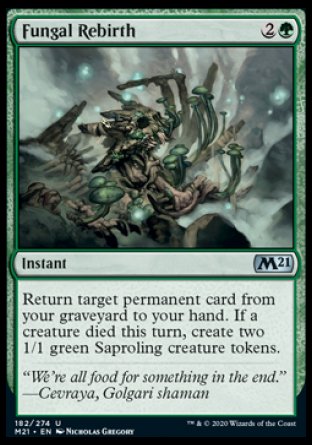 Fungal Rebirth 2
Instant M21
Return target permanent card from
your graveyard to your hand. If a
creature died this turn, create two
1/1 green Saproling creature tokens.
“We’re all food for something in the end.”
—Cevraya, Golgari shaman
182/274 U
M21 • EN Nicholas Gregory ™ & © 2020 Wizards of the Coast